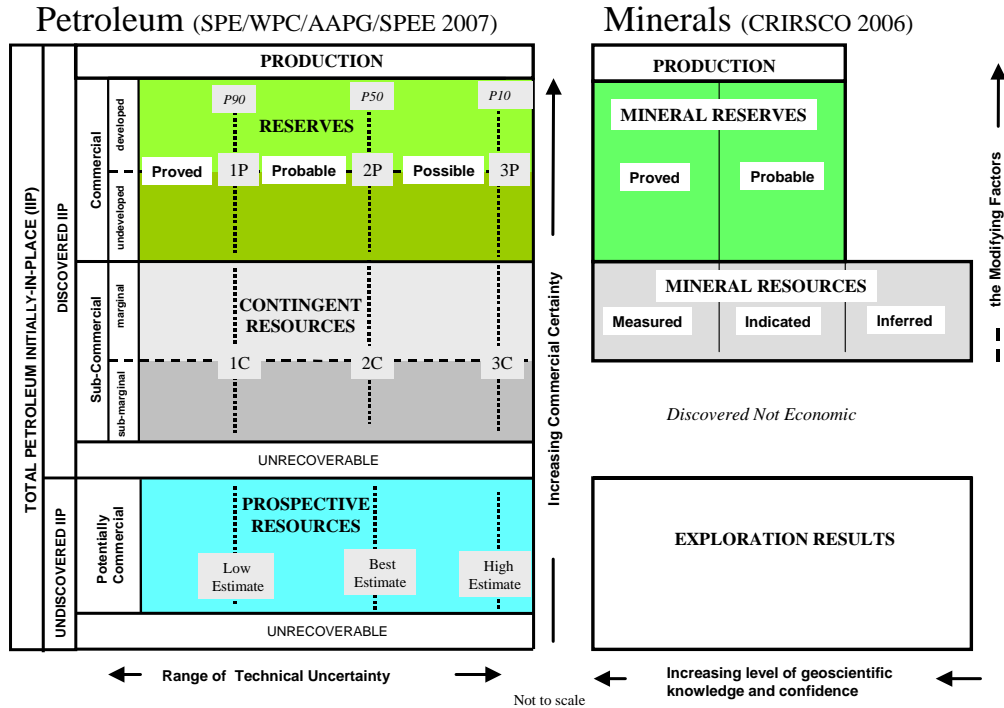 Petroleum (SPE/WPC/AAPG/SPEE 2007)
TOTAL PETROLEUM INITIALLY-IN-PLACE (IIP)
DISCOVERED IIP
UNDISCOVERED IIP
PRODUCTION
Commercial
developed
undeveloped
P90 P50 P10
RESERVES
Proved 1P Probable 2P Possible 3P
Sub-Commercial
marginal
sub-marginal
CONTINGENT
RESOURCES
1C 2C 3C
UNRECOVERABLE
Potentially
Commercial
PROSPECTIVE
RESOURCES
Low
Estimate
Best
Estimate
High
Estimate
UNRECOVERABLE
Range of Technical Uncertainty
Increasing Commercial Certainty
Minerals (CRIRSCO 2006)
PRODUCTION
MINERAL RESERVES
Proved Probable
MINERAL RESOURCES
Measured Indicated Inferred
Discovered Not Economic
EXPLORATION RESULTS
the Modifying Factors
Increasing level of geoscientific
knowledge and confidence
Not to scale